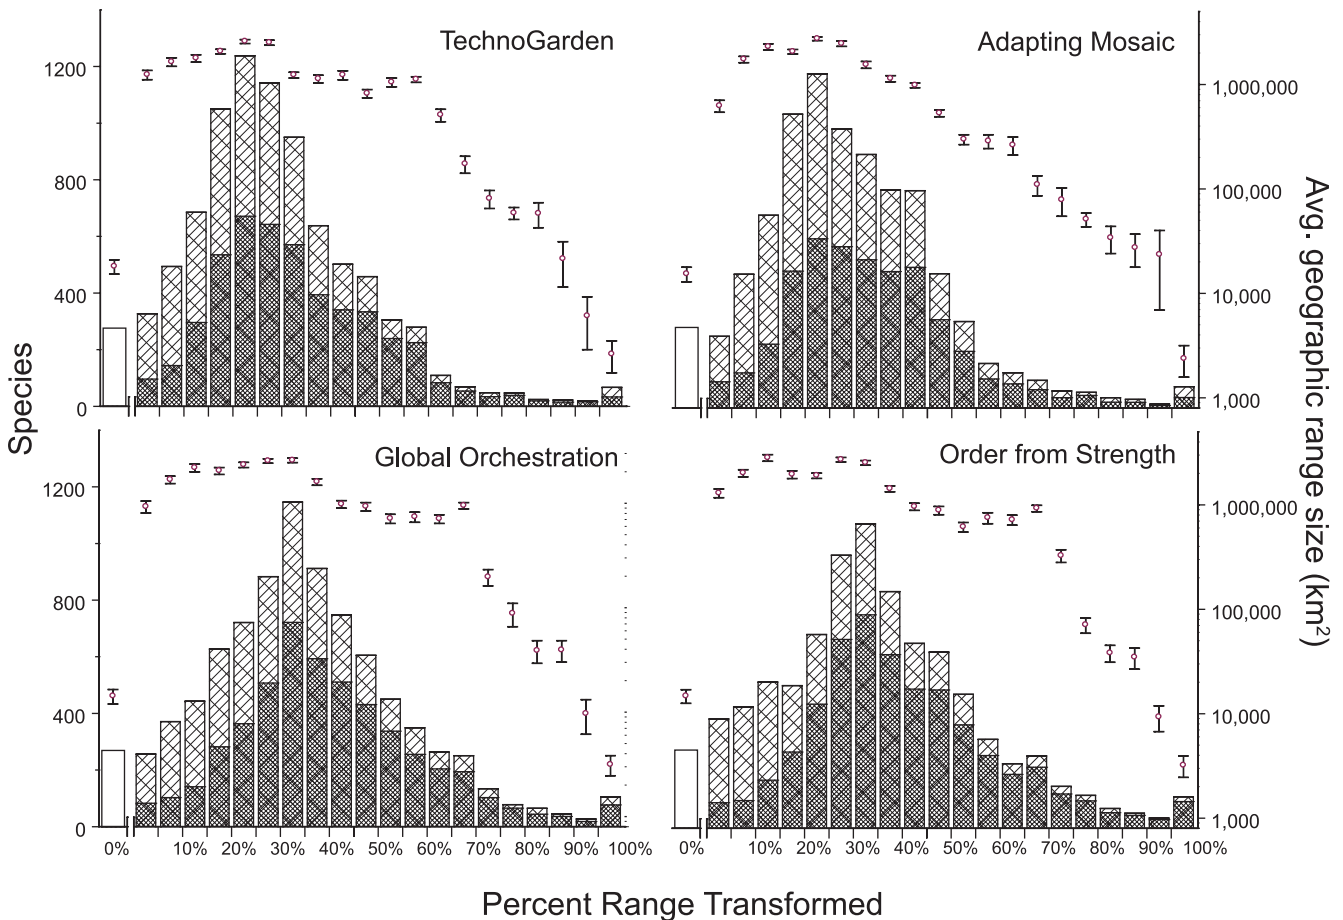 TechnoGarden
Adapting Mosaic
1200
800
400
0
1,000,000
100,000
10,000
1,000
Species
Avg. geographic range size (km²)
Global Orchestration
Order from Strength
1200
800
400
0
1,000,000
100,000
10,000
1,000
0% 10% 20% 30% 40% 50% 60% 70% 80% 90% 100%
0% 10% 20% 30% 40% 50% 60% 70% 80% 90% 100%
Percent Range Transformed